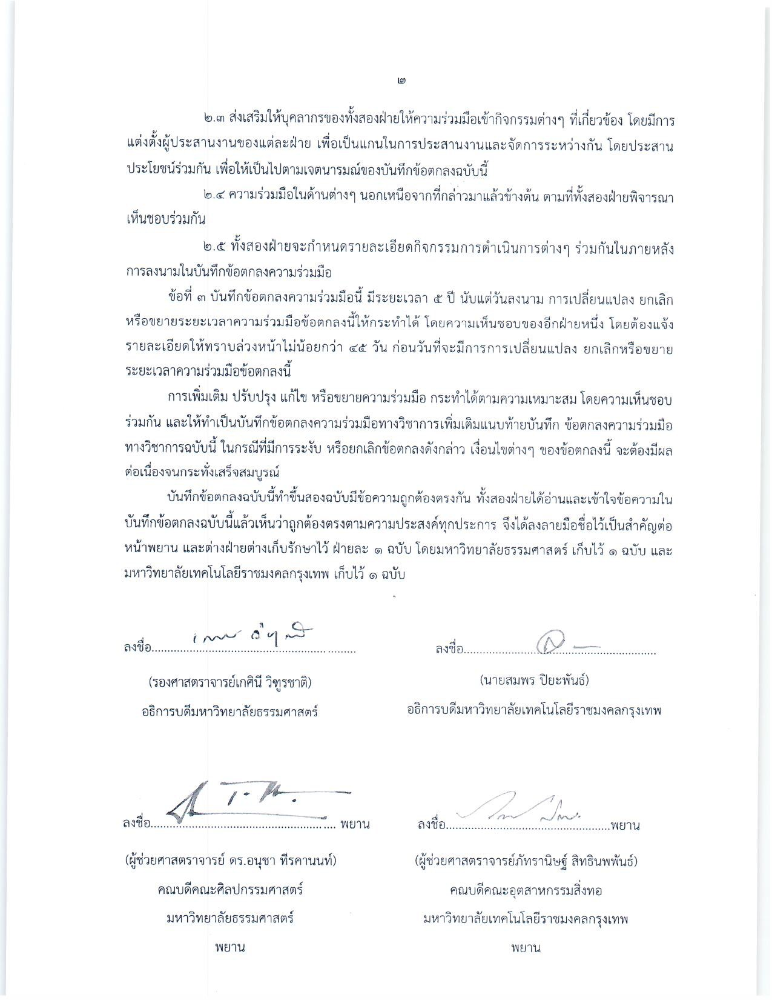 ๒
๒.๓ ส่งเสริมให้บุคลากรของทั้งสองฝ่ายให้ความร่วมมือเข้ากิจกรรมต่างๆ ที่เกี่ยวข้อง โดยมีการ
แต่งตั้งผู้ประสานงานของแต่ละฝ่าย เพื่อเป็นแกนในการประสานงานและจัดการระหว่างกัน โดยประสาน
ประโยชน์ร่วมกัน เพื่อให้เป็นไปตามเจตนารมณ์ของบันทึกข้อตกลงฉบับนี้
๒.๔ ความร่วมมือในด้านต่างๆ นอกเหนือจากที่กล่าวมาแล้วข้างต้น ตามที่ทั้งสองฝ่ายพิจารณา
เห็นชอบร่วมกัน
๒.๕ ทั้งสองฝ่ายจะกำหนดรายละเอียดกิจกรรมการดำเนินการต่างๆ ร่วมกันในภายหลัง
การลงนามในบันทึกข้อตกลงความร่วมมือ
ข้อที่ ๓ บันทึกข้อตกลงความร่วมมือนี้ มีระยะเวลา ๕ ปี นับแต่วันลงนาม การเปลี่ยนแปลง ยกเลิก
หรือขยายระยะเวลาความร่วมมือข้อตกลงนี้ให้กระทำได้ โดยความเห็นชอบของอีกฝ่ายหนึ่ง โดยต้องแจ้ง
รายละเอียดให้ทราบล่วงหน้าไม่น้อยกว่า ๔๕ วัน ก่อนวันที่จะมีการการเปลี่ยนแปลง ยกเลิกหรือขยาย
ระยะเวลาความร่วมมือข้อตกลงนี้
การเพิ่มเติม ปรับปรุง แก้ไข หรือขยายความร่วมมือ กระทำได้ตามความเหมาะสม โดยความเห็นชอบ
ร่วมกัน และให้ทำเป็นบันทึกข้อตกลงความร่วมมือทางวิชาการเพิ่มเติมแนบท้ายบันทึก ข้อตกลงความร่วมมือ
ทางวิชาการฉบับนี้ ในกรณีที่มีการระงับ หรือยกเลิกข้อตกลงดังกล่าว เงื่อนไขต่างๆ ของข้อตกลงนี้ จะต้องมีผล
ต่อเนื่องจนกระทั่งเสร็จสมบูรณ์
บันทึกข้อตกลงฉบับนี้ทำขึ้นสองฉบับมีข้อความถูกต้องตรงกัน ทั้งสองฝ่ายได้อ่านและเข้าใจข้อความใน
บันทึกข้อตกลงฉบับนี้แล้วเห็นว่าถูกต้องตรงตามความประสงค์ทุกประการ จึงได้ลงลายมือชื่อไว้เป็นสำคัญต่อ
หน้าพยาน และต่างฝ่ายต่างเก็บรักษาไว้ ฝ่ายละ ๑ ฉบับ โดยมหาวิทยาลัยธรรมศาสตร์ เก็บไว้ ๑ ฉบับ และ
มหาวิทยาลัยเทคโนโลยีราชมงคลกรุงเทพ เก็บไว้ ๑ ฉบับ
ลงชื่อ........................................................ ลงชื่อ........................................................
(รองศาสตราจารย์เกศินี วิฑูรชาติ) (นายสมพร ปิยะพันธ์)
อธิการบดีมหาวิทยาลัยธรรมศาสตร์ อธิการบดีมหาวิทยาลัยเทคโนโลยีราชมงคลกรุงเทพ
ลงชื่อ........................................................ พยาน ลงชื่อ........................................................พยาน
(ผู้ช่วยศาสตราจารย์ ดร.อนุชา ทีรคานนท์) (ผู้ช่วยศาสตราจารย์ภัทรานิษฐ์ สิทธินพพันธ์)
คณบดีคณะศิลปกรรมศาสตร์ คณบดีคณะอุตสาหกรรมสิ่งทอ
มหาวิทยาลัยธรรมศาสตร์ มหาวิทยาลัยเทคโนโลยีราชมงคลกรุงเทพ
พยาน พยาน